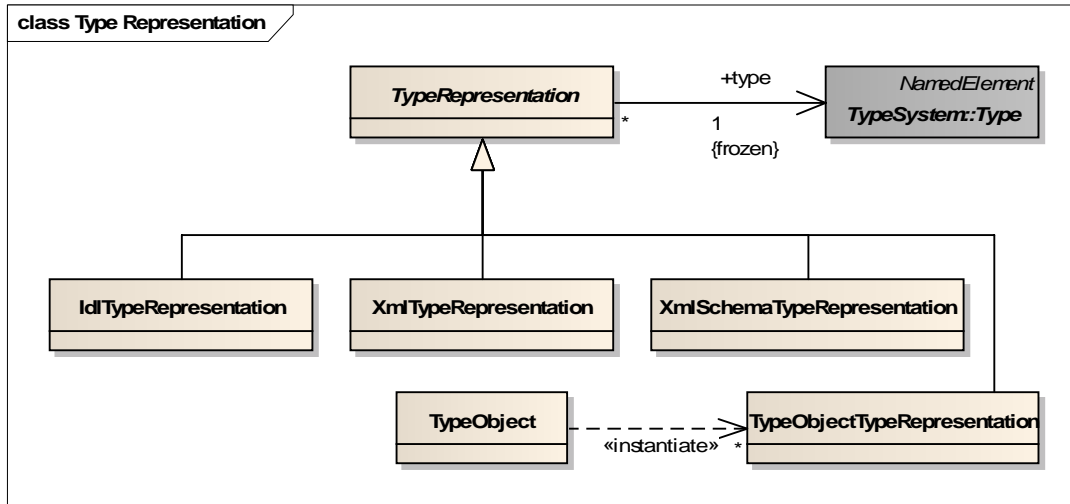 class Type Representation
TypeRepresentation
+type
*
1
{frozen}
NamedElement
TypeSystem::Type
IdlTypeRepresentation
XmlTypeRepresentation
XmlSchemaTypeRepresentation
TypeObject
«instantiate»
*
TypeObjectTypeRepresentation